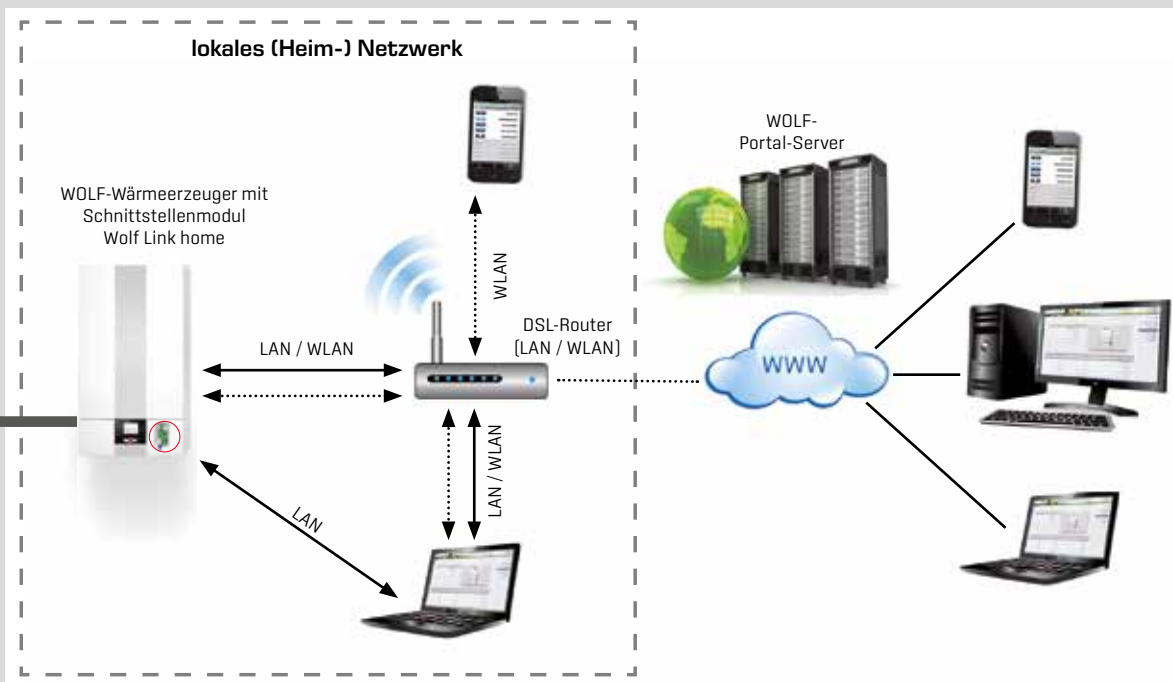 lokales (Heim-) Netzwerk
WOLF-
Portal-Server
WOLF-Wärmeerzeuger mit
Schnittstellenmodul
Wolf Link home
WLAN
DSL-Router
(LAN / WLAN)
LAN / WLAN
WWW
LAN / WLAN
LAN